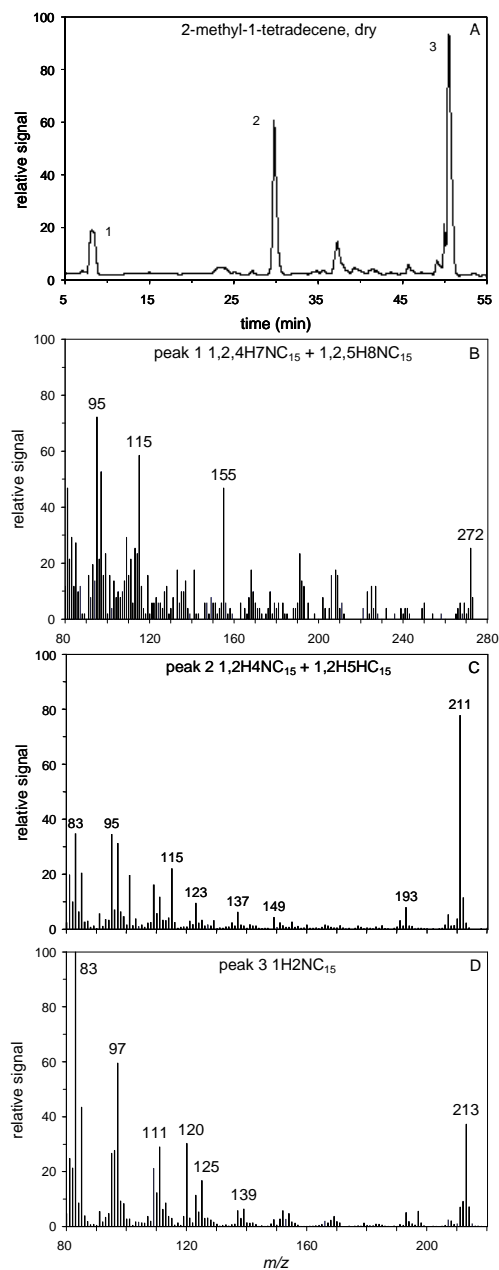 2-methyl-1-tetradecene, dry
A
100
80
60
40
20
0
relative signal
1
2
3
5 15 25 35 45 55
time (min)
peak 1 1,2,4H7NC15 + 1,2,5H8NC15
B
100
80
60
40
20
0
relative signal
95
115
155
272
80 120 160 200 240 280
peak 2 1,2H4NC15 + 1,2H5HC15
C
100
80
60
40
20
0
relative signal
83
95
115
123
137
149
193
211
peak 3 1H2NC15
D
100
80
60
40
20
0
relative signal
83
97
111
120
125
139
213
80 120 160 200
m/z